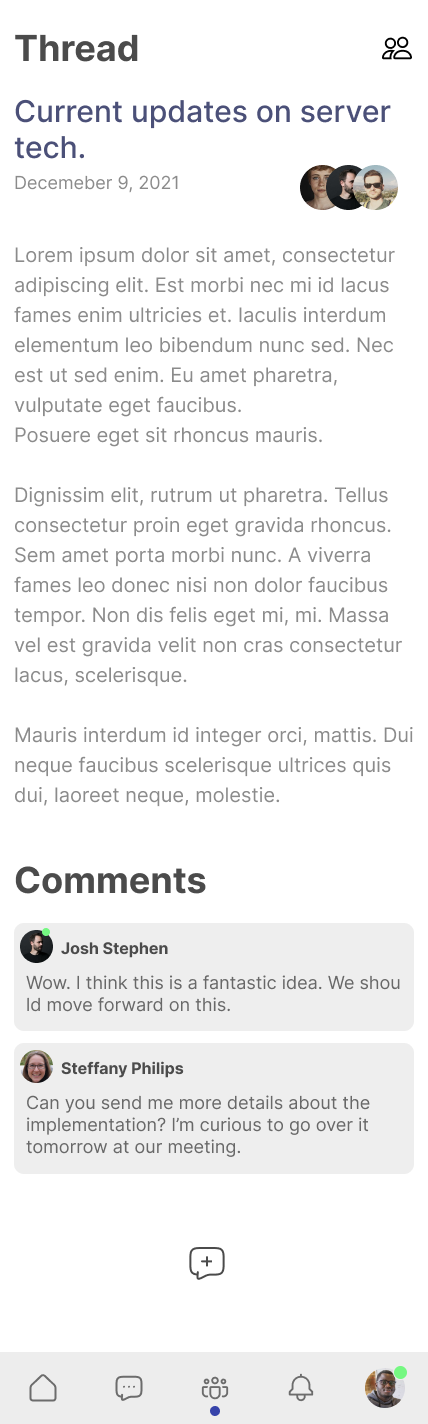 Thread
Current updates on server
tech.
Decemeber 9, 2021
Lorem ipsum dolor sit amet, consectetur
adipiscing elit. Est morbi nec mi id lacus
fames enim ultricies et. Iaculis interdum
elementum leo bibendum nunc sed. Nec
est ut sed enim. Eu amet pharetra,
vulputate eget faucibus.
Posuere eget sit rhoncus mauris.
Dignissim elit, rutrum ut pharetra. Tellus
consectetur proin eget gravida rhoncus.
Sem amet porta morbi nunc. A viverra
fames leo donec nisi non dolor faucibus
tempor. Non dis felis eget mi, mi. Massa
vel est gravida velit non cras consectetur
lacus, scelerisque.
Mauris interdum id integer orci, mattis. Dui
neque faucibus scelerisque ultrices quis
dui, laoreet neque, molestie.
Comments
Josh Stephen
Wow. I think this is a fantastic idea. We shou
ld move forward on this.
Steffany Philips
Can you send me more details about the
implementation? I’m curious to go over it
tomorrow at our meeting.